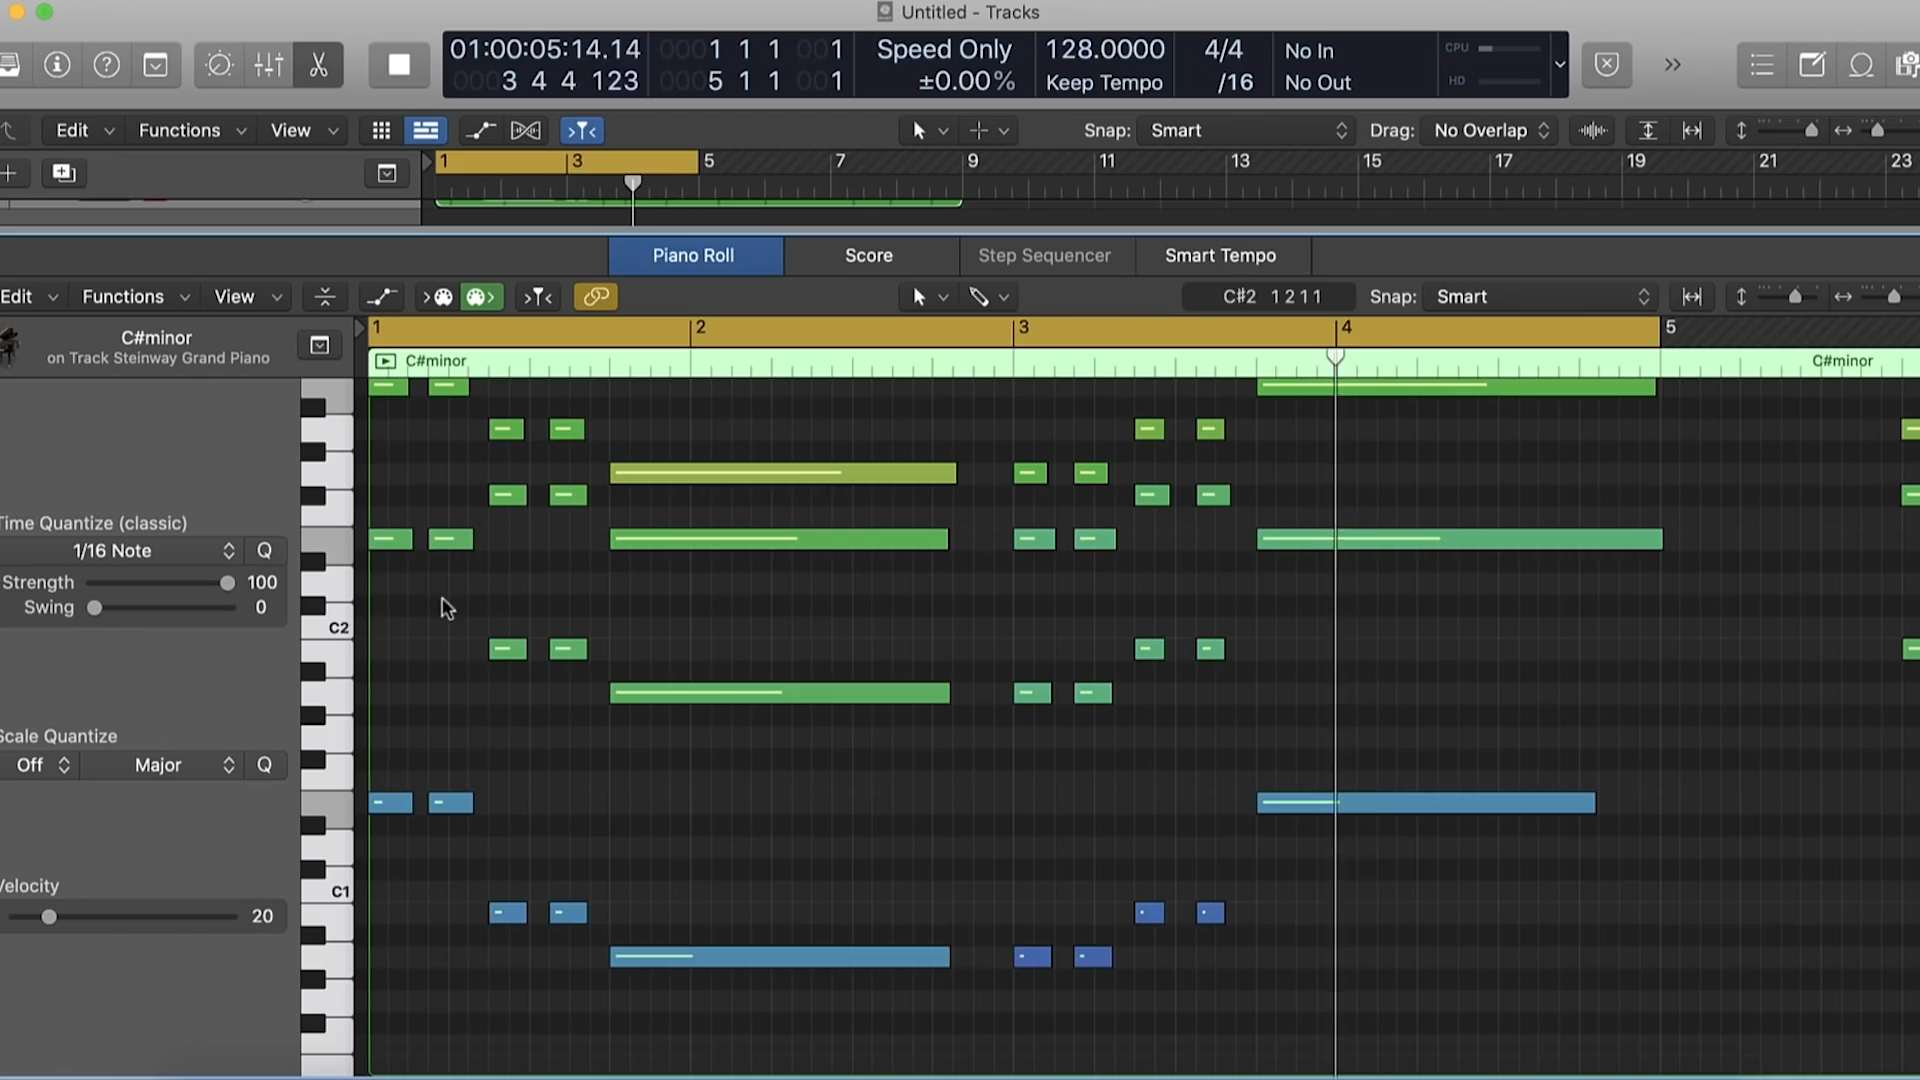 Untitled - Tracks
01:00:05:14.14
0003 4 4 123
0001 1 1 001
0005 1 1 001
Speed Only
±0.00%
128.0000
Keep Tempo
4/4
/16
No In
No Out
CPU
HD
Edit Functions View Snap: Smart Drag: No Overlap
1 3 5 7 9 11 13 15 17 19 21 23
Piano Roll Score Step Sequencer Smart Tempo
Edit Functions View C#2 1 2 1 1 Snap: Smart
C#minor
on Track Steinway Grand Piano
1 2 3 4 5
C#minor C#minor
Time Quantize (classic)
1/16 Note Q
Strength 100
Swing 0
C2
Scale Quantize
Off Major Q
Velocity
20
C1